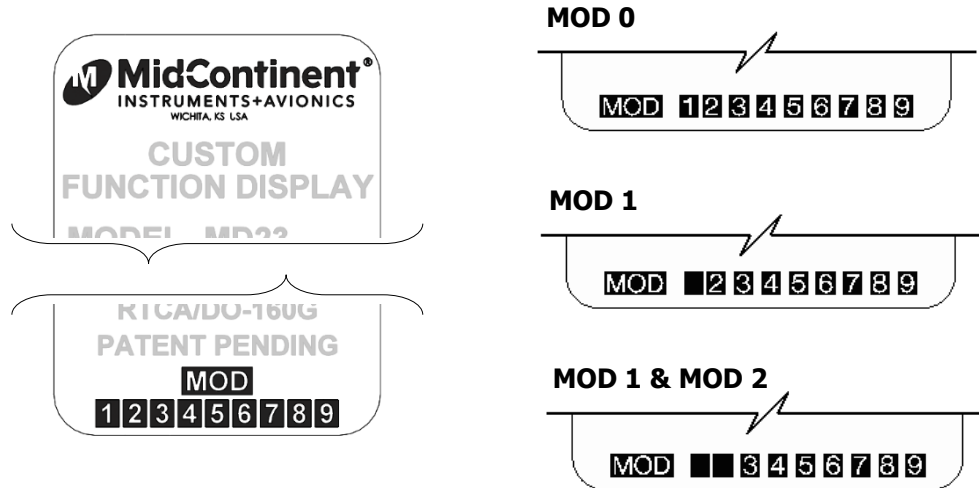 M MidContinent®
INSTRUMENTS+AVIONICS
WICHITA, KS USA
CUSTOM
FUNCTION DISPLAY
MODEL MD23
RTCA/DO-160G
PATENT PENDING
MOD
1 2 3 4 5 6 7 8 9
MOD 0
MOD 1 2 3 4 5 6 7 8 9
MOD 1
MOD 2 3 4 5 6 7 8 9
MOD 1 & MOD 2
MOD 3 4 5 6 7 8 9